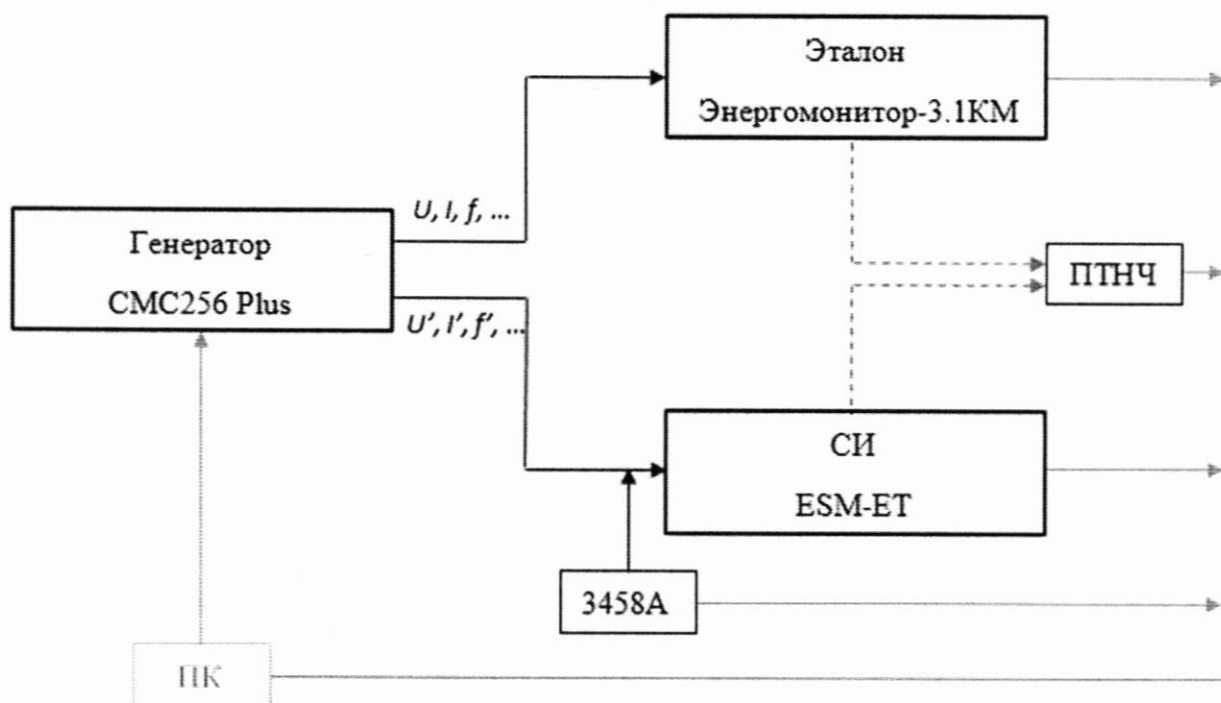 Эталон
Энергомонитор-3.1КМ
U, I, f, ...
Генератор
CMC256 Plus
ПТНЧ
U', I', f', ...
СИ
ESM-ET
3458A
ПК